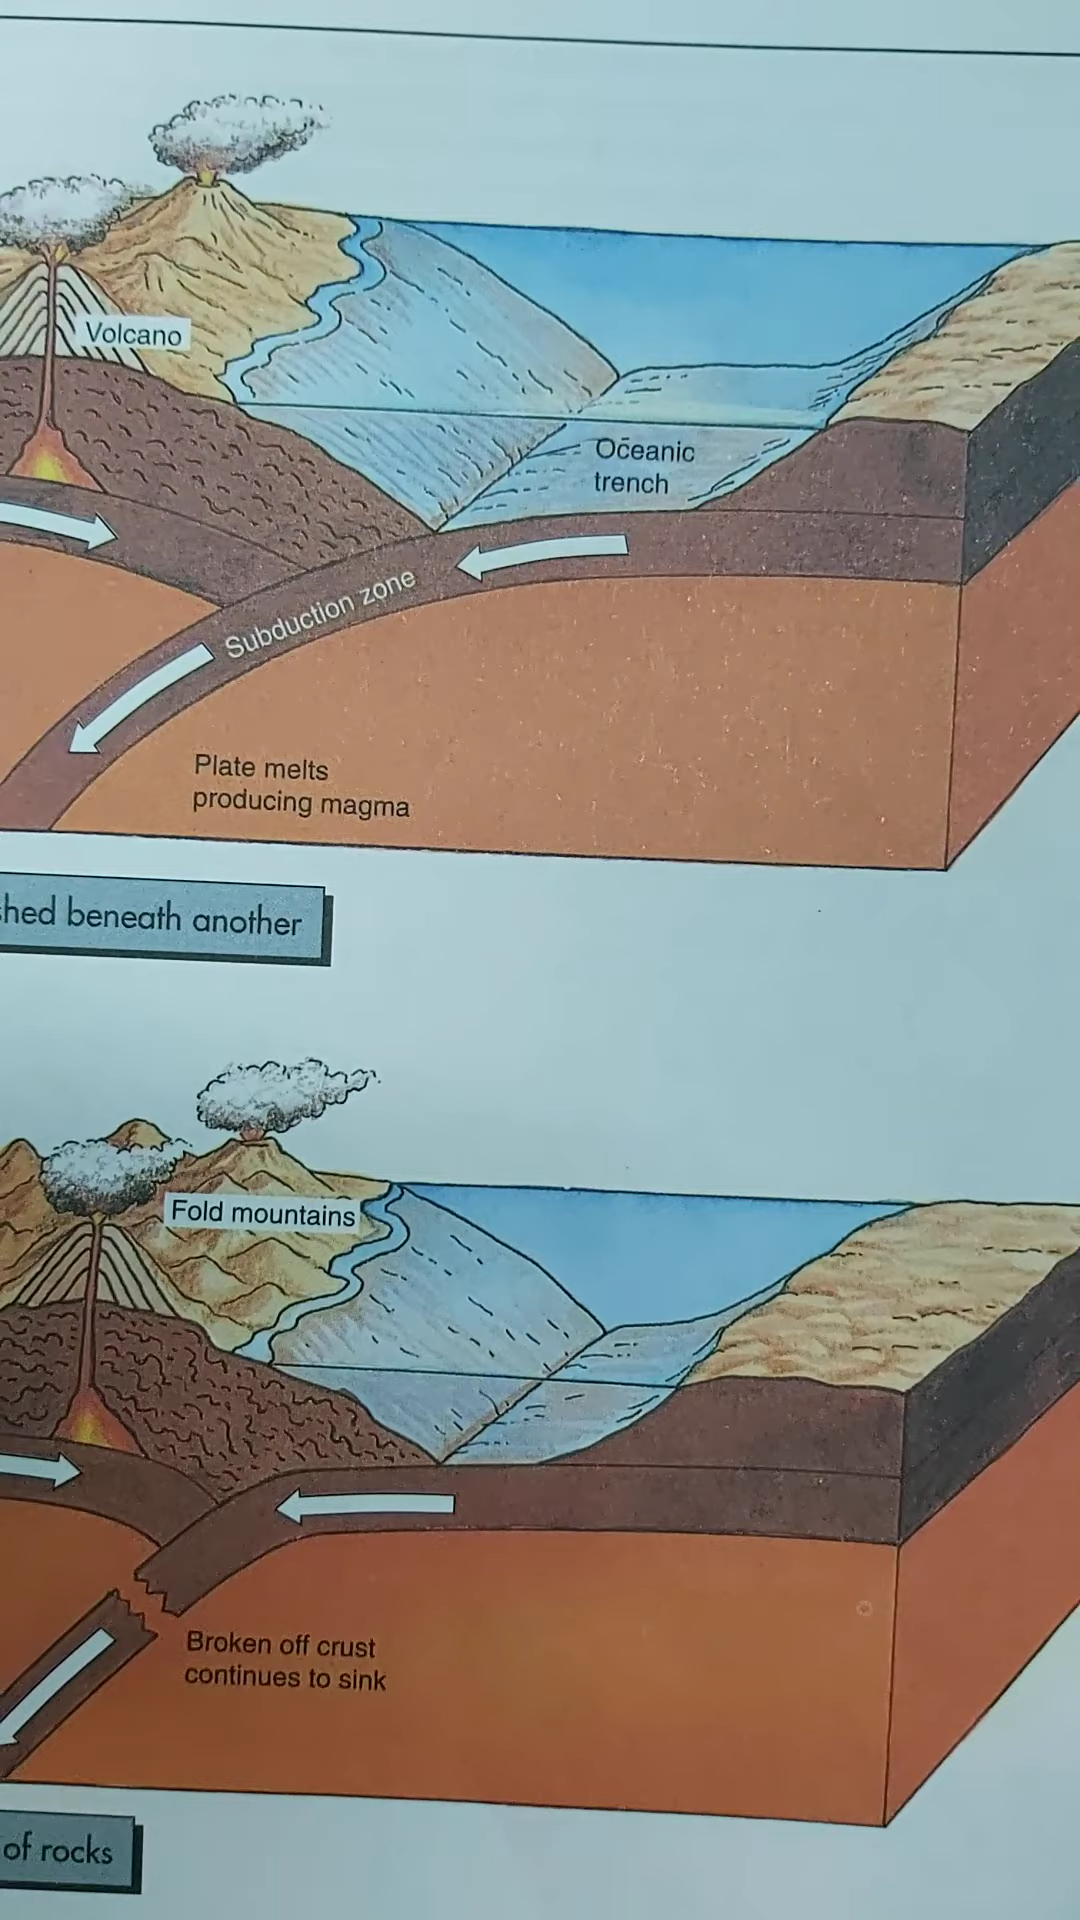 Volcano
Oceanic
trench
Subduction zone
Plate melts
producing magma
beneath another
Fold mountains
Broken off crust
continues to sink
of rocks